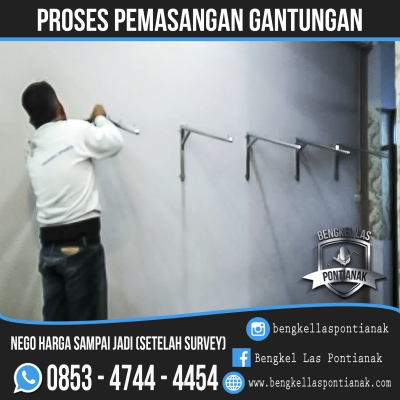 PROSES PEMASANGAN GANTUNGAN
BENGKEL LAS
PONTIANAK
NEGO HARGA SAMPAI JADI (SETELAH SURVEY)
0853 - 4744 - 4454
bengkellaspontianak
Bengkel Las Pontianak
www.bengkellaspontianak.com